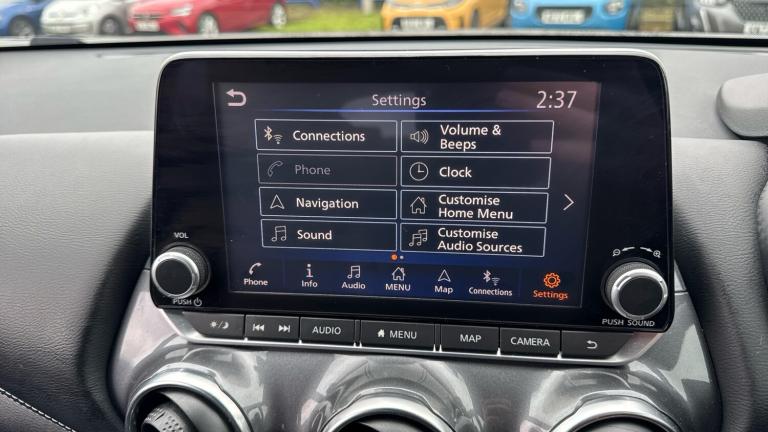 Settings
2:37
Connections
Volume &
Beeps
Phone
Clock
Navigation
Customise
Home Menu
Sound
Customise
Audio Sources
Phone
Info
Audio
MENU
Map
Connections
Settings
VOL
PUSH
PUSH SOUND
AUDIO
MENU
MAP
CAMERA